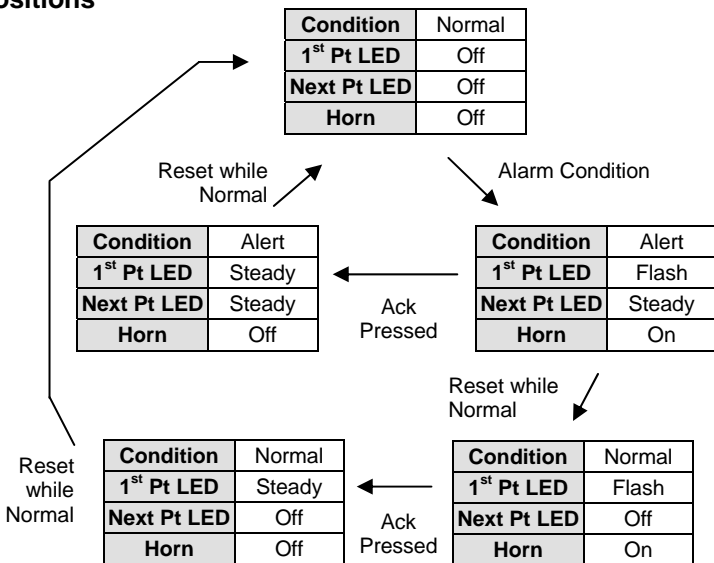 ositions
Condition Normal
1st Pt LED Off
Next Pt LED Off
Horn Off
Reset while
Normal
Alarm Condition
Condition Alert
1st Pt LED Steady
Next Pt LED Steady
Horn Off
Ack
Pressed
Condition Alert
1st Pt LED Flash
Next Pt LED Steady
Horn On
Reset while
Normal
Reset
while
Normal
Condition Normal
1st Pt LED Steady
Next Pt LED Off
Horn Off
Ack
Pressed
Condition Normal
1st Pt LED Flash
Next Pt LED Off
Horn On